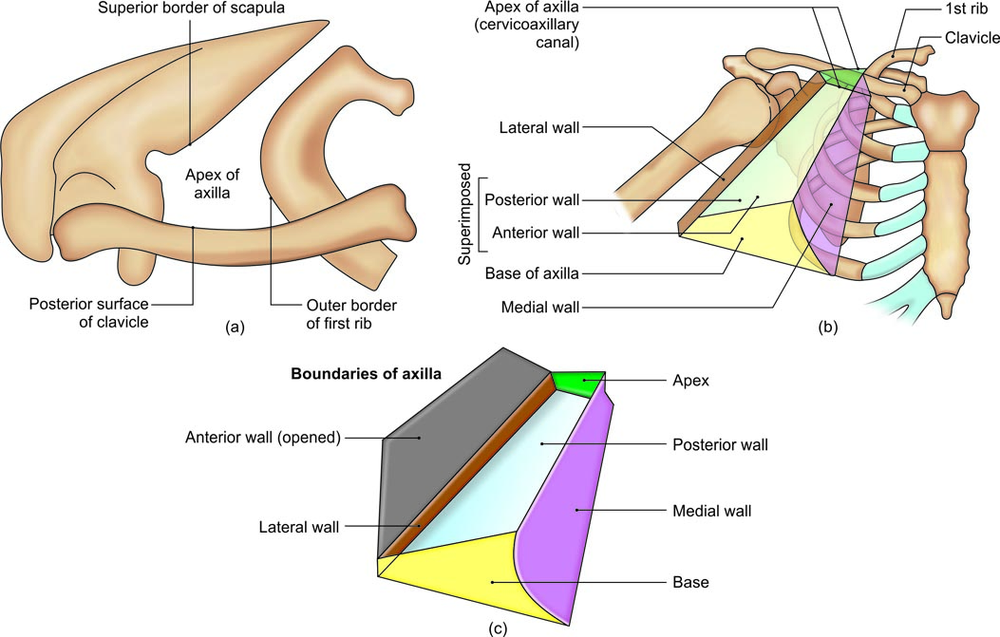 Superior border of scapula
Apex of
axilla
Posterior surface
of clavicle
Outer border
of first rib
(a)
Apex of axilla
(cervicoaxillary
canal)
1st rib
Clavicle
Lateral wall
Superimposed
Posterior wall
Anterior wall
Base of axilla
Medial wall
(b)
Boundaries of axilla
Anterior wall (opened)
Lateral wall
Apex
Posterior wall
Medial wall
Base
(c)